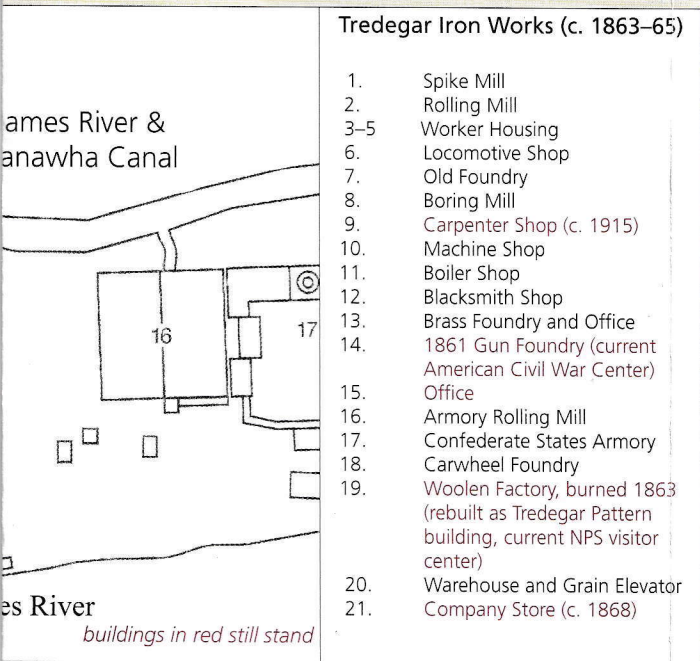 ames River &
anawha Canal
16
17
es River
buildings in red still stand
Tredegar Iron Works (c. 1863–65)
1. Spike Mill
2. Rolling Mill
3–5 Worker Housing
6. Locomotive Shop
7. Old Foundry
8. Boring Mill
9. Carpenter Shop (c. 1915)
10. Machine Shop
11. Boiler Shop
12. Blacksmith Shop
13. Brass Foundry and Office
14. 1861 Gun Foundry (current
American Civil War Center)
15. Office
16. Armory Rolling Mill
17. Confederate States Armory
18. Carwheel Foundry
19. Woolen Factory, burned 1863
(rebuilt as Tredegar Pattern
building, current NPS visitor
center)
20. Warehouse and Grain Elevator
21. Company Store (c. 1868)